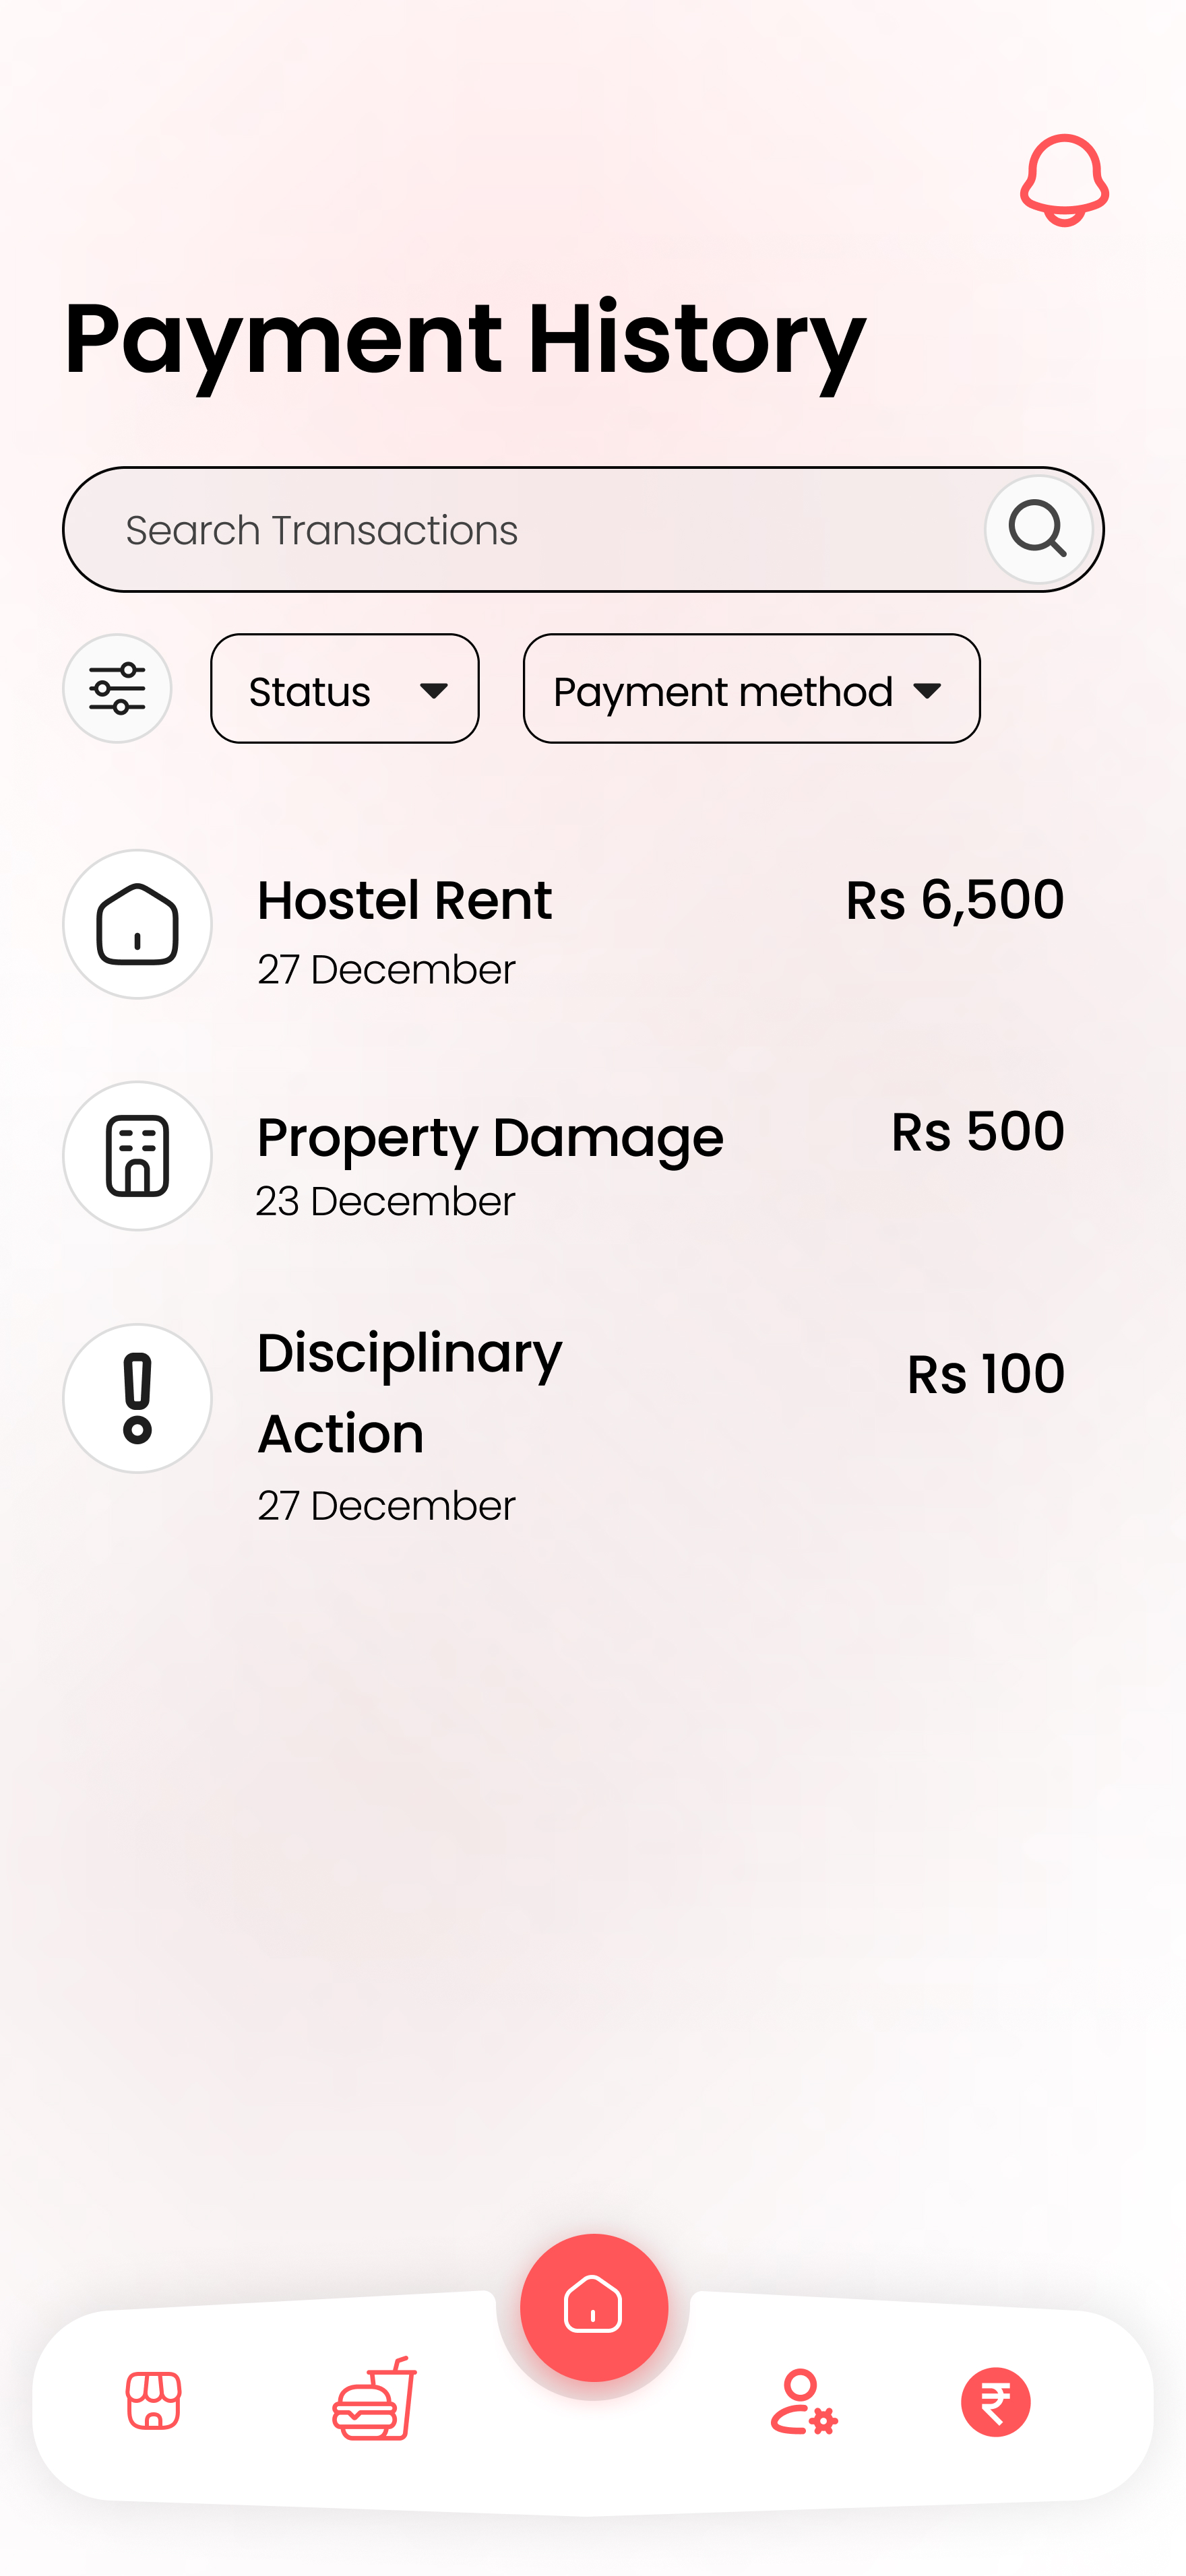 Payment History
Search Transactions
Status
Payment method
Hostel Rent
Rs 6,500
27 December
Property Damage
Rs 500
23 December
Disciplinary
Action
Rs 100
27 December
₹